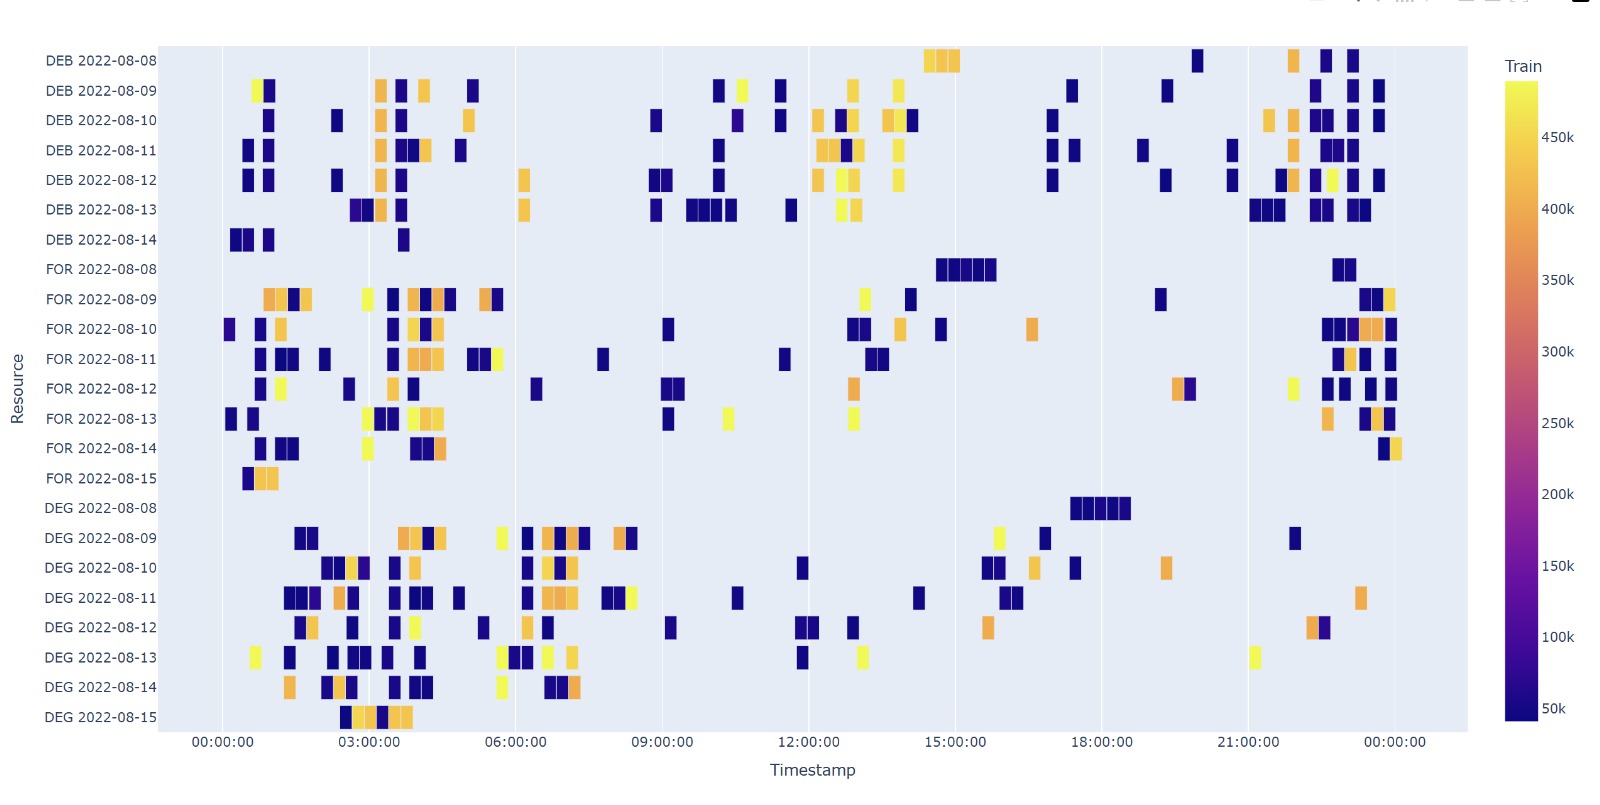 Train
DEB 2022-08-08
DEB 2022-08-09
DEB 2022-08-10
DEB 2022-08-11
DEB 2022-08-12
DEB 2022-08-13
DEB 2022-08-14
FOR 2022-08-08
FOR 2022-08-09
FOR 2022-08-10
FOR 2022-08-11
FOR 2022-08-12
FOR 2022-08-13
FOR 2022-08-14
FOR 2022-08-15
DEG 2022-08-08
DEG 2022-08-09
DEG 2022-08-10
DEG 2022-08-11
DEG 2022-08-12
DEG 2022-08-13
DEG 2022-08-14
DEG 2022-08-15
Resource
00:00:00 03:00:00 06:00:00 09:00:00 12:00:00 15:00:00 18:00:00 21:00:00 00:00:00
Timestamp
450k
400k
350k
300k
250k
200k
150k
100k
50k